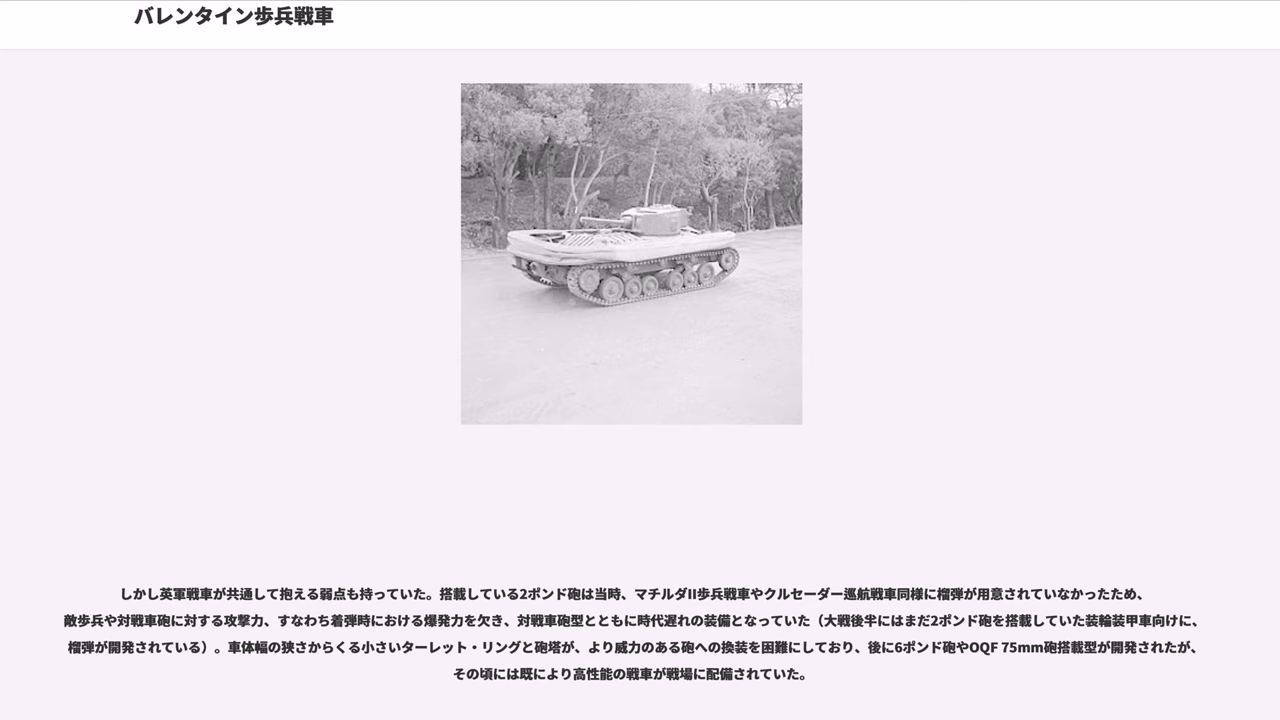 バレンタイン歩兵戦車
しかし英軍戦車が共通して抱える弱点も持っていた。搭載している2ポンド砲は当時、マチルダII歩兵戦車やクルセーダー巡航戦車同様に榴弾が用意されていなかったため、
敵歩兵や対戦車砲に対する攻撃力、すなわち着弾時における爆発力を欠き、対戦車砲型とともに時代遅れの装備となっていた（大戦後半にはまだ2ポンド砲を搭載していた装輪装甲車向けに、
榴弾が開発されている）。車体幅の狭さからくる小さいターレット・リングと砲塔が、より威力のある砲への換装を困難にしており、後に6ポンド砲やOQF 75mm砲搭載型が開発されたが、
その頃には既により高性能の戦車が戦場に配備されていた。